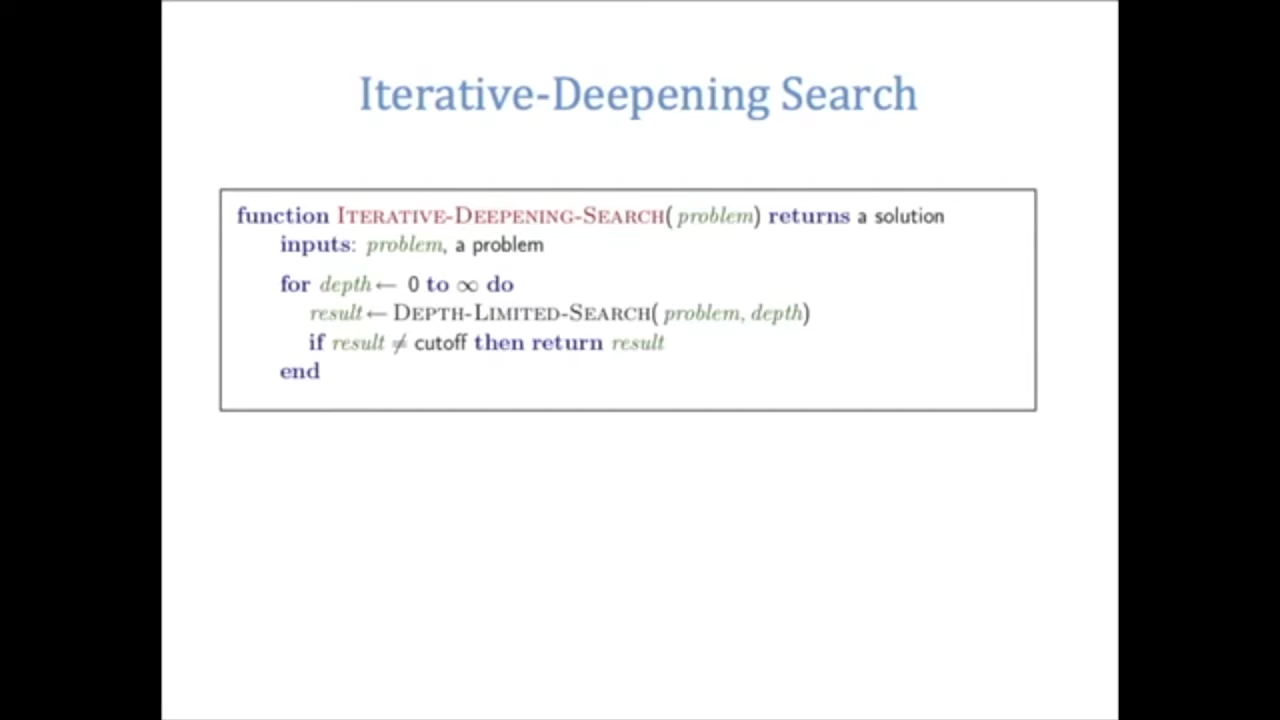 Iterative-Deepening Search
function ITERATIVE-DEEPENING-SEARCH( problem) returns a solution
inputs: problem, a problem
for depth ← 0 to ∞ do
result ← DEPTH-LIMITED-SEARCH( problem, depth)
if result ≠ cutoff then return result
end